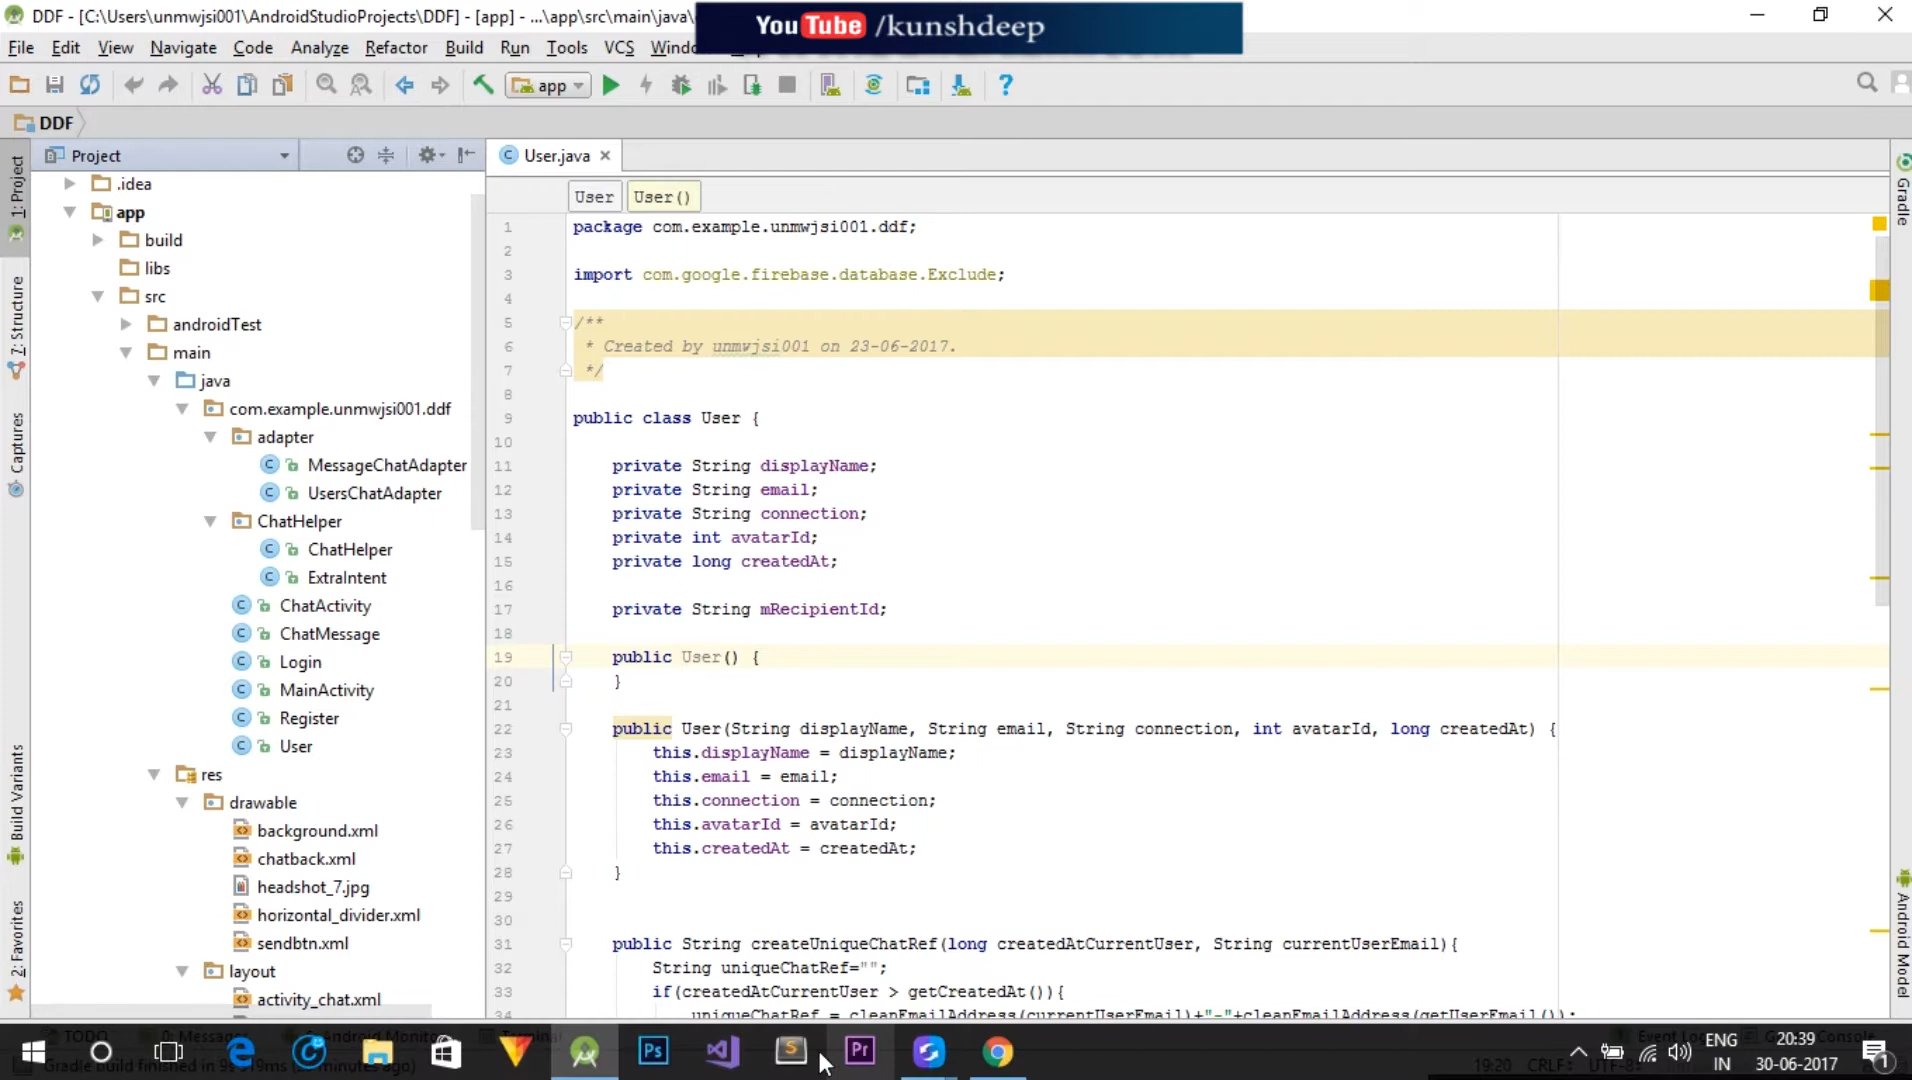 DDF - [C:\Users\unmwjsi001\AndroidStudioProjects\DDF] - [app] - ...\app\src\main\java\
YouTube /kunshdeep
File Edit View Navigate Code Analyze Refactor Build Run Tools VCS
app
DDF
Project
User.java
1: Project
7: Structure
Captures
Build Variants
2: Favorites
Gradle
Android Model
.idea
app
build
libs
src
androidTest
main
java
com.example.unmwjsi001.ddf
adapter
MessageChatAdapter
UsersChatAdapter
ChatHelper
ChatHelper
ExtraIntent
ChatActivity
ChatMessage
Login
MainActivity
Register
User
res
drawable
background.xml
chatback.xml
headshot_7.jpg
horizontal_divider.xml
sendbtn.xml
layout
activity_chat.xml
User User()
1 package com.example.unmwjsi001.ddf;
2
3 import com.google.firebase.database.Exclude;
4
5 /**
6 * Created by unmwjsi001 on 23-06-2017.
7 */
8
9 public class User {
10
11 private String displayName;
12 private String email;
13 private String connection;
14 private int avatarId;
15 private long createdAt;
16
17 private String mRecipientId;
18
19 public User() {
20 }
21
22 public User(String displayName, String email, String connection, int avatarId, long createdAt) {
23 this.displayName = displayName;
24 this.email = email;
25 this.connection = connection;
26 this.avatarId = avatarId;
27 this.createdAt = createdAt;
28 }
29
30
31 public String createUniqueChatRef(long createdAtCurrentUser, String currentUserEmail){
32 String uniqueChatRef="";
33 if(createdAtCurrentUser > getCreatedAt()){
34 uniqueChatRef = cleanEmailAddress(currentUserEmail)+"-"+cleanEmailAddress(getUserEmail());
Ps
S
Pr
ENG
IN
20:39
30-06-2017
1